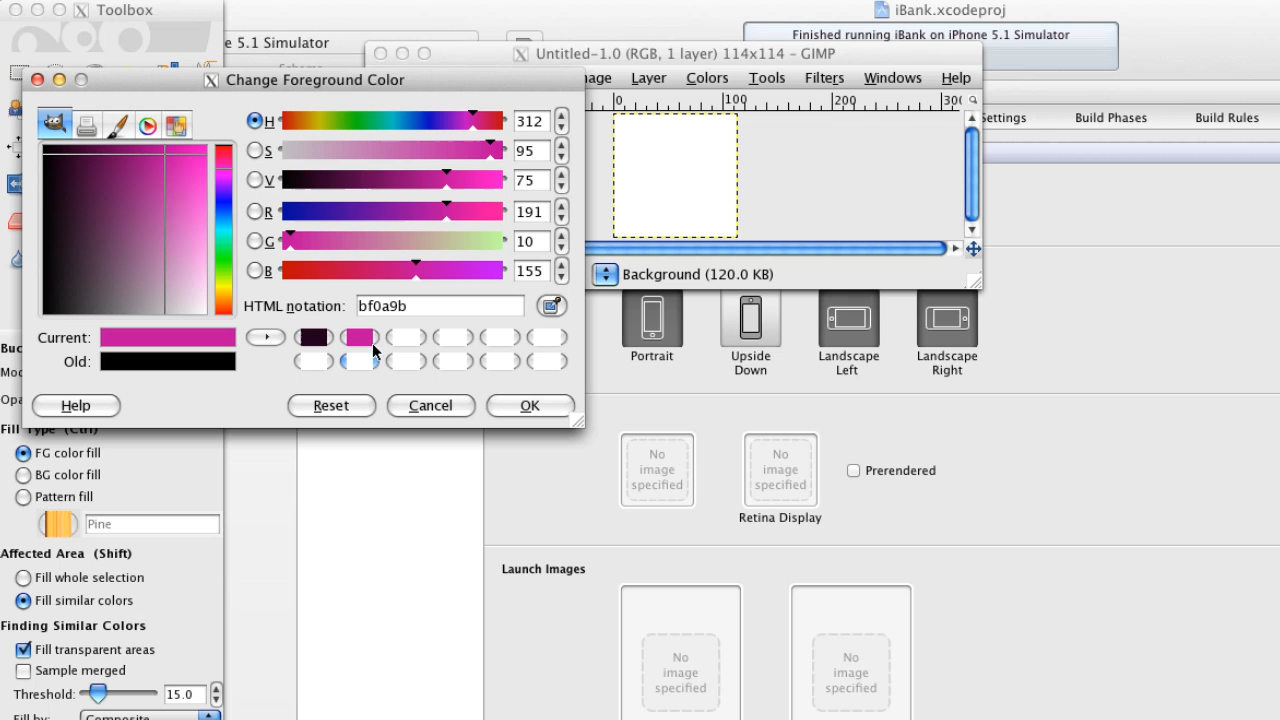 Toolbox
iBank.xcodeproj
e 5.1 Simulator
Finished running iBank on iPhone 5.1 Simulator
Untitled-1.0 (RGB, 1 layer) 114x114 – GIMP
age Layer Colors Tools Filters Windows Help
Change Foreground Color
0 100 200 300
H 312
S 95
V 75
R 191
G 10
B 155
HTML notation: bf0a9b
Current:
Old:
Help Reset Cancel OK
Background (120.0 KB)
ettings Build Phases Build Rules
Portrait
Upside
Down
Landscape
Left
Landscape
Right
Fill Type (Ctrl)
FG color fill
BG color fill
Pattern fill
Pine
Affected Area (Shift)
Fill whole selection
Fill similar colors
Finding Similar Colors
Fill transparent areas
Sample merged
Threshold: 15.0
Fill by: Composite
No
image
specified
No
image
specified
Prerendered
Retina Display
Launch Images
No
image
specified
No
image
specified